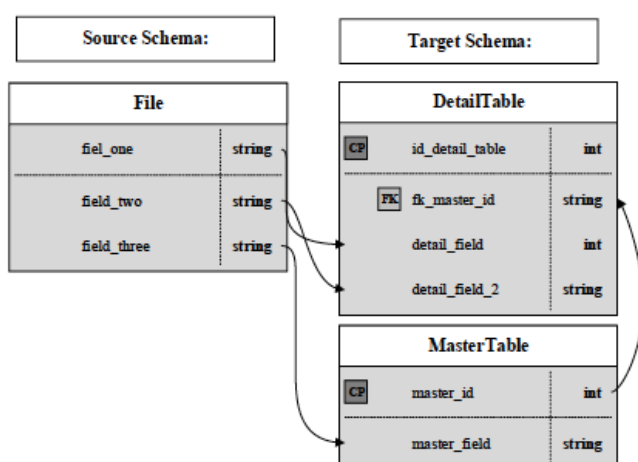 Source Schema:
Target Schema:
File
fiel_one string
field_two string
field_three string
DetailTable
CP id_detail_table int
FK fk_master_id string
detail_field int
detail_field_2 string
MasterTable
CP master_id int
master_field string